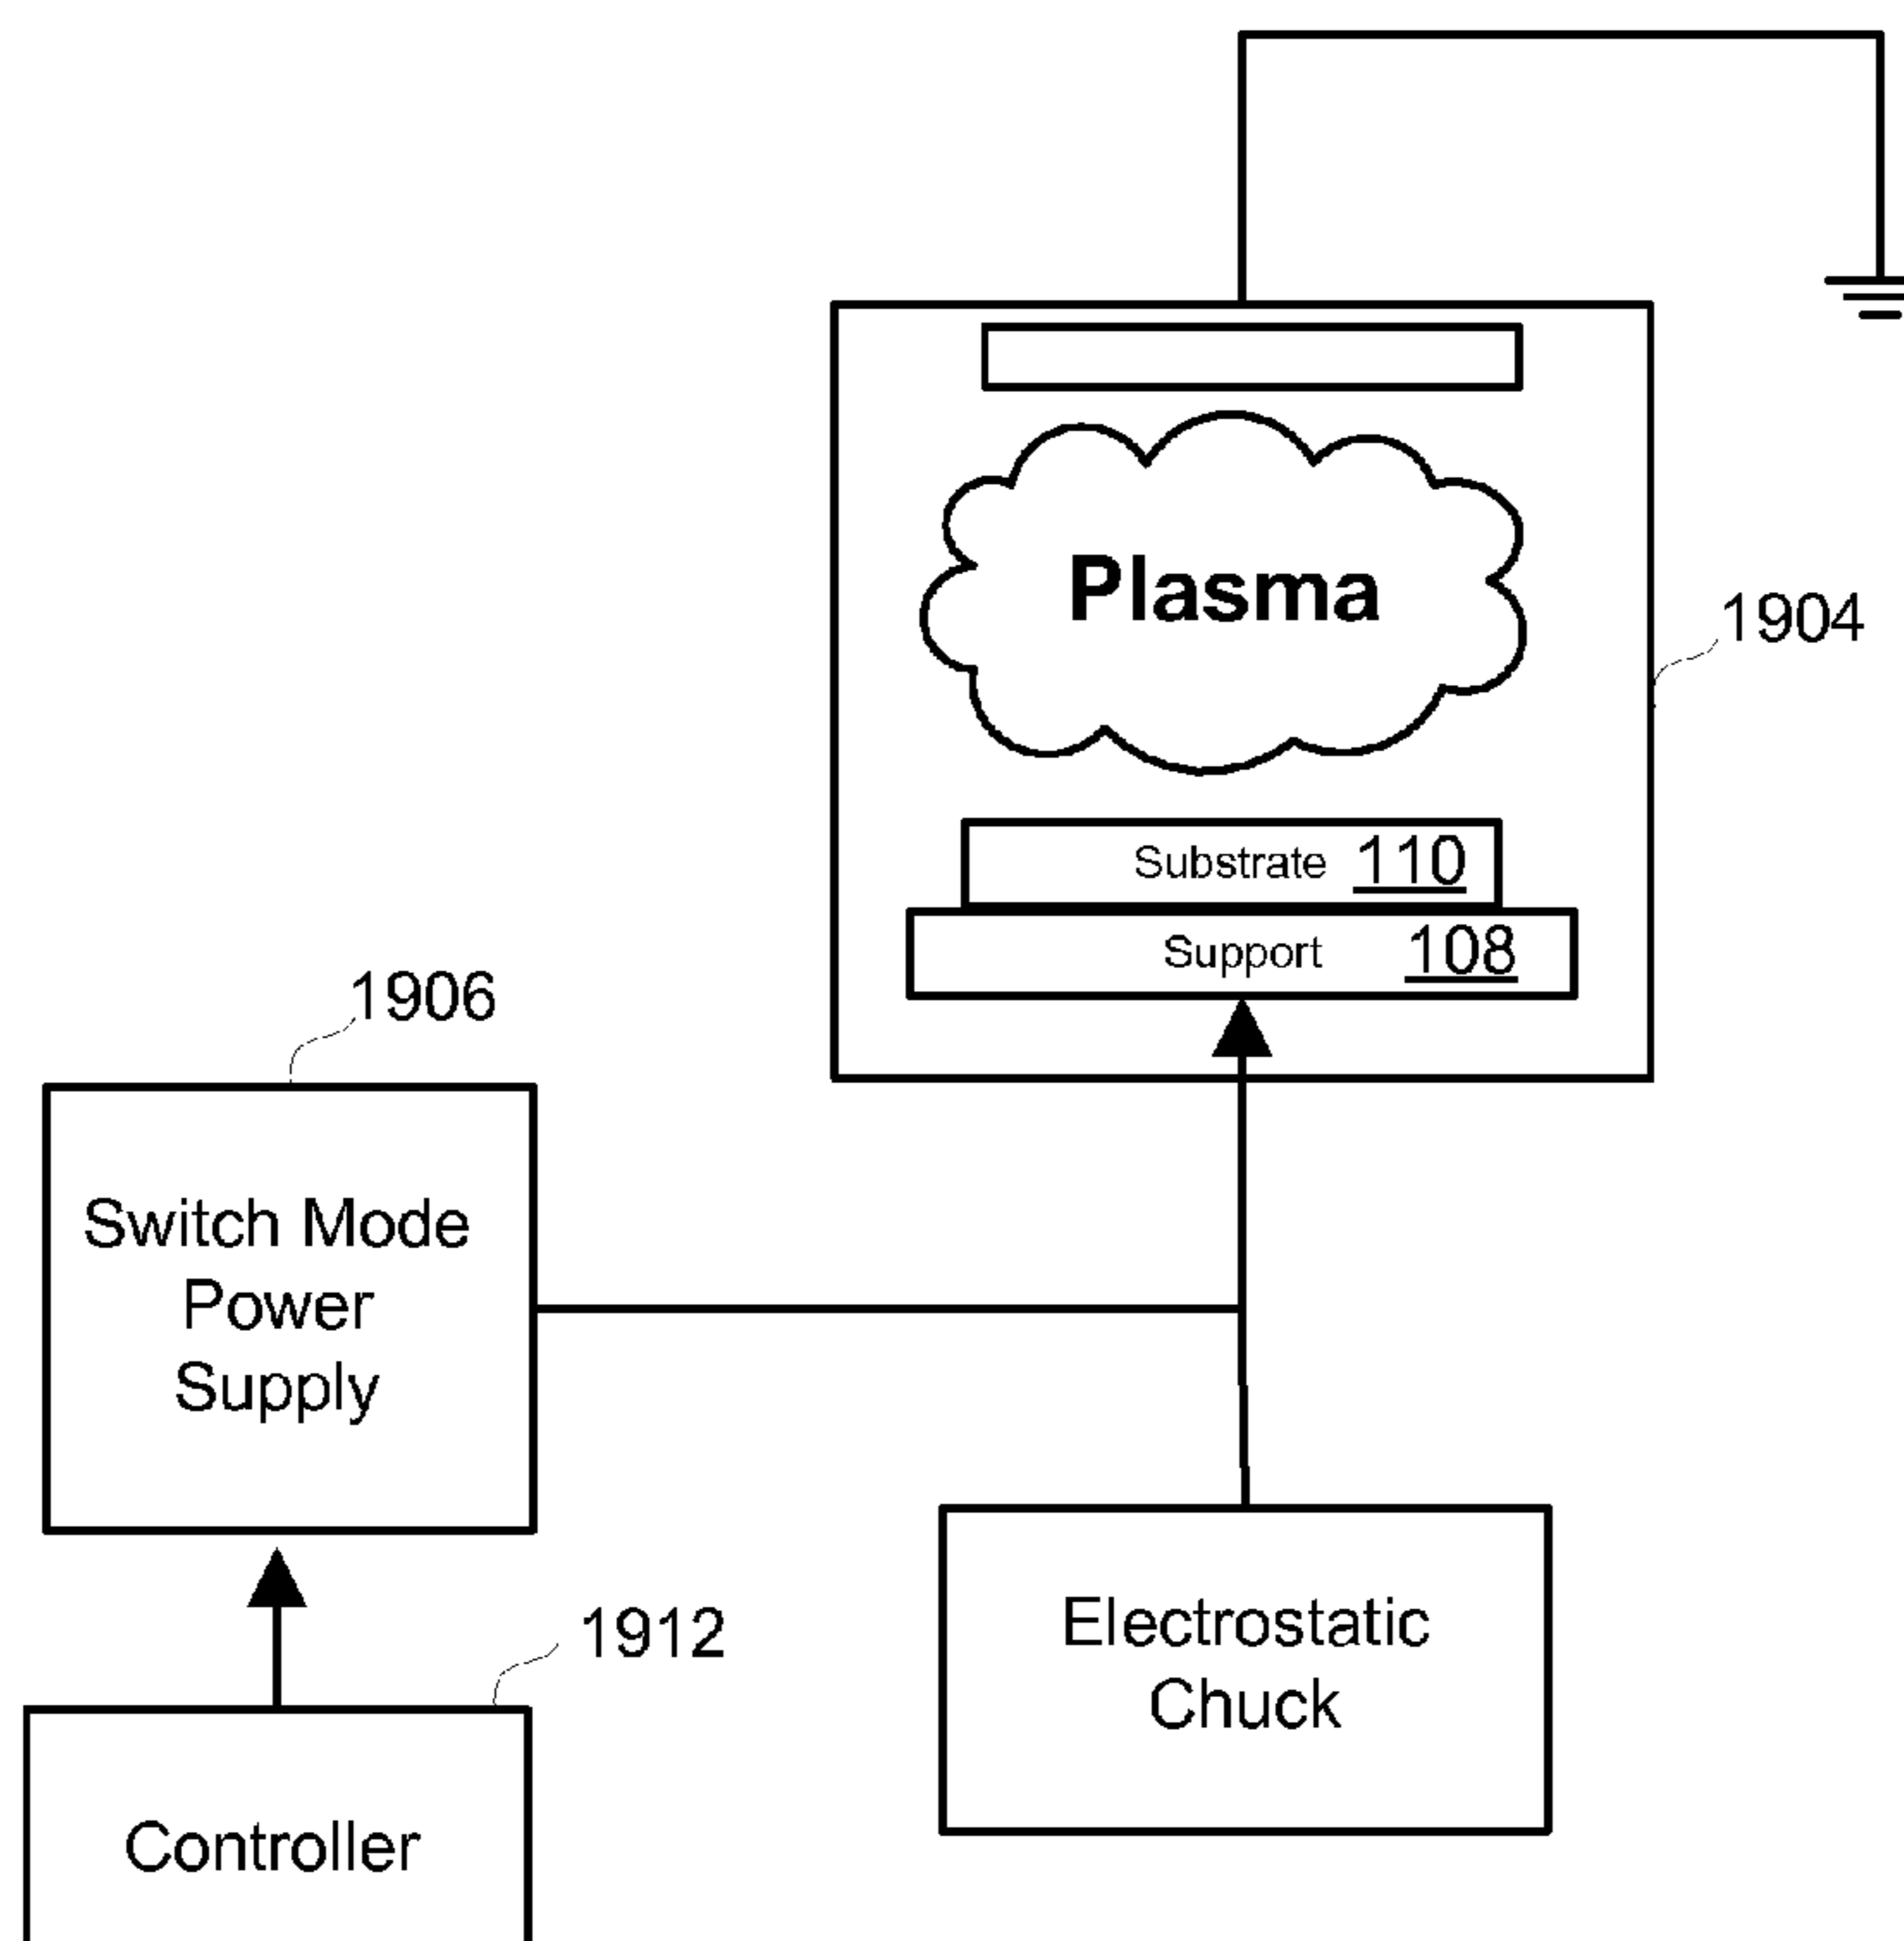 Plasma
1904
Substrate 110
Support 108
1906
Switch Mode
Power
Supply
1912
Electrostatic
Chuck
Controller